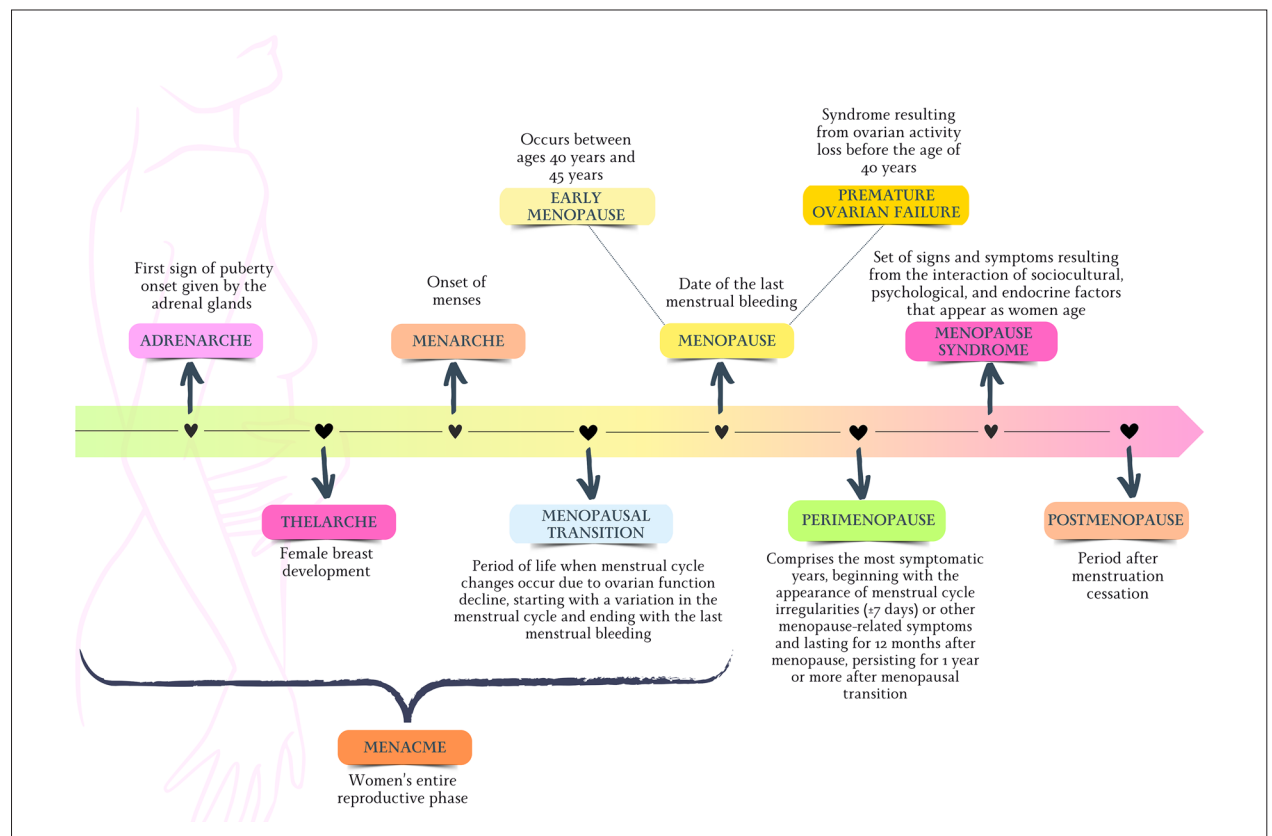 First sign of puberty
onset given by the
adrenal glands
ADRENARCHE
THELARCHE
Female breast
development
Onset of
menses
MENARCHE
Occurs between
ages 40 years and
45 years
EARLY
MENOPAUSE
MENOPAUSAL
TRANSITION
Period of life when menstrual cycle
changes occur due to ovarian function
decline, starting with a variation in the
menstrual cycle and ending with the last
menstrual bleeding
Date of the last
menstrual bleeding
MENOPAUSE
Syndrome resulting
from ovarian activity
loss before the age of
40 years
PREMATURE
OVARIAN FAILURE
PERIMENOPAUSE
Comprises the most symptomatic
years, beginning with the
appearance of menstrual cycle
irregularities (±7 days) or other
menopause-related symptoms
and lasting for 12 months after
menopause, persisting for 1 year
or more after menopausal
transition
Set of signs and symptoms resulting
from the interaction of sociocultural,
psychological, and endocrine factors
that appear as women age
MENOPAUSE
SYNDROME
POSTMENOPAUSE
Period after
menstruation
cessation
MENACME
Women's entire
reproductive phase